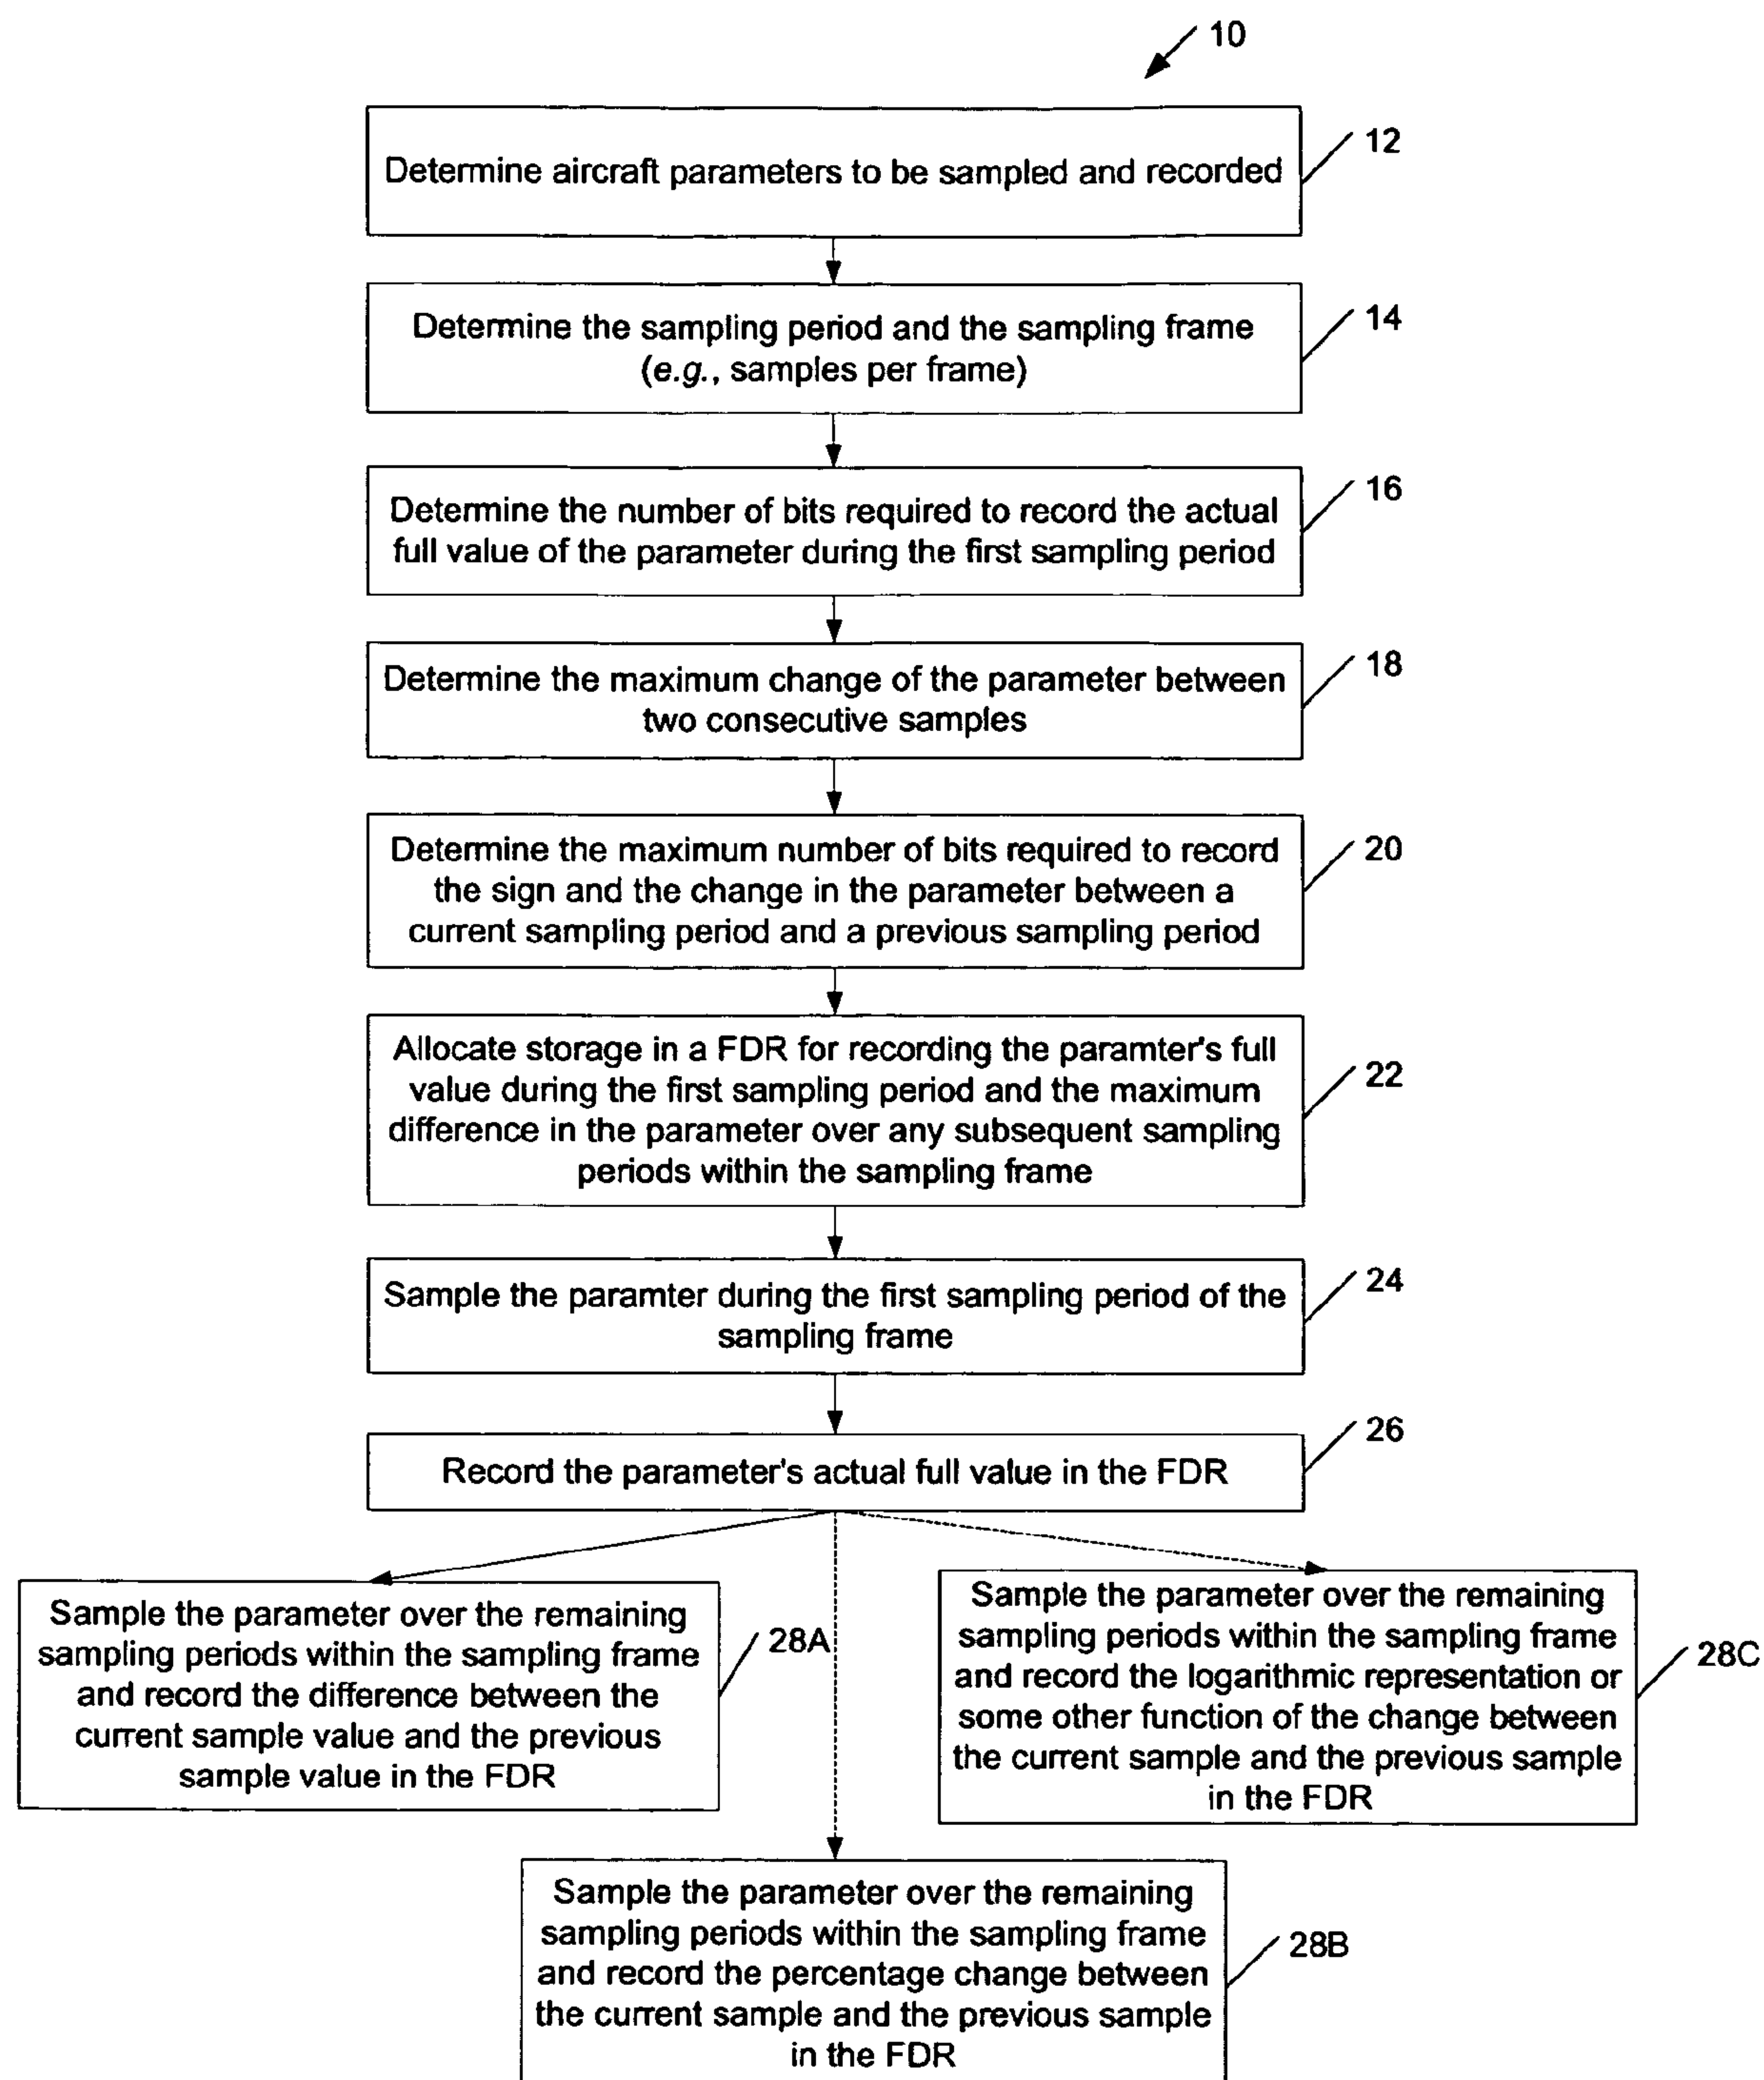 10
Determine aircraft parameters to be sampled and recorded
12
Determine the sampling period and the sampling frame
(e.g., samples per frame)
14
Determine the number of bits required to record the actual
full value of the parameter during the first sampling period
16
Determine the maximum change of the parameter between
two consecutive samples
18
Determine the maximum number of bits required to record
the sign and the change in the parameter between a
current sampling period and a previous sampling period
20
Allocate storage in a FDR for recording the paramter's full
value during the first sampling period and the maximum
difference in the parameter over any subsequent sampling
periods within the sampling frame
22
Sample the paramter during the first sampling period of the
sampling frame
24
Record the parameter's actual full value in the FDR
26
Sample the parameter over the remaining
sampling periods within the sampling frame
and record the difference between the
current sample value and the previous
sample value in the FDR
28A
Sample the parameter over the remaining
sampling periods within the sampling frame
and record the logarithmic representation or
some other function of the change between
the current sample and the previous sample
in the FDR
28C
Sample the parameter over the remaining
sampling periods within the sampling frame
and record the percentage change between
the current sample and the previous sample
in the FDR
28B